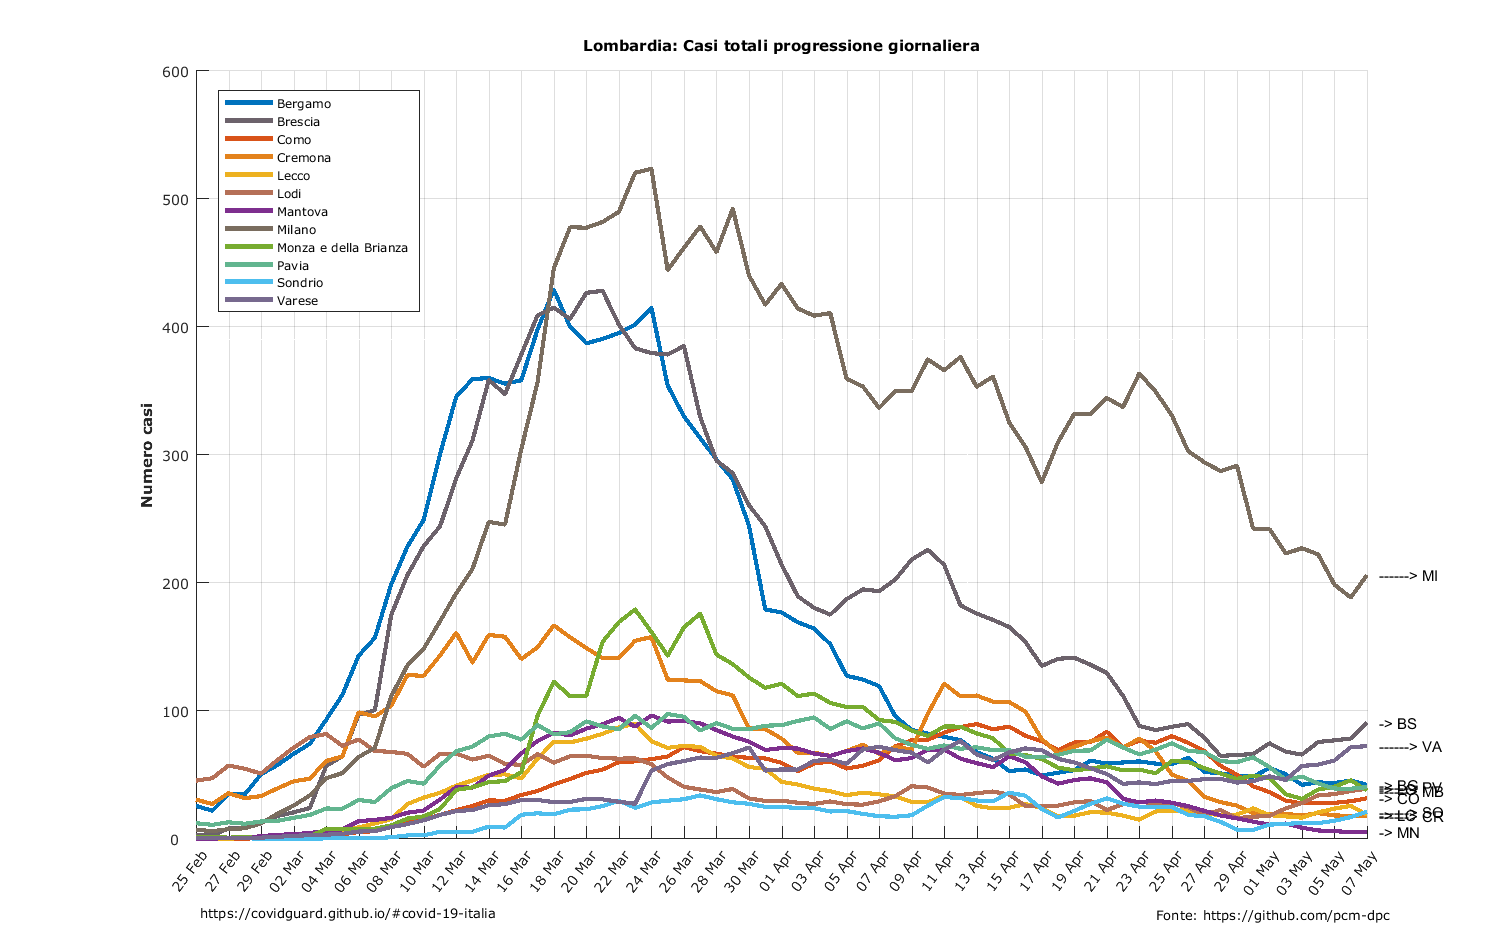 Lombardia: Casi totali progressione giornaliera
600
500
400
300
200
100
0
Numero casi
Bergamo
Brescia
Como
Cremona
Lecco
Lodi
Mantova
Milano
Monza e della Brianza
Pavia
Sondrio
Varese
------> MI
-> BS
------> VA
-> CO
-> MN
25 Feb
27 Feb
29 Feb
02 Mar
04 Mar
06 Mar
08 Mar
10 Mar
12 Mar
14 Mar
16 Mar
18 Mar
20 Mar
22 Mar
24 Mar
26 Mar
28 Mar
30 Mar
01 Apr
03 Apr
05 Apr
07 Apr
09 Apr
11 Apr
13 Apr
15 Apr
17 Apr
19 Apr
21 Apr
23 Apr
25 Apr
27 Apr
29 Apr
01 May
03 May
05 May
07 May
https://covidguard.github.io/#covid-19-italia
Fonte: https://github.com/pcm-dpc